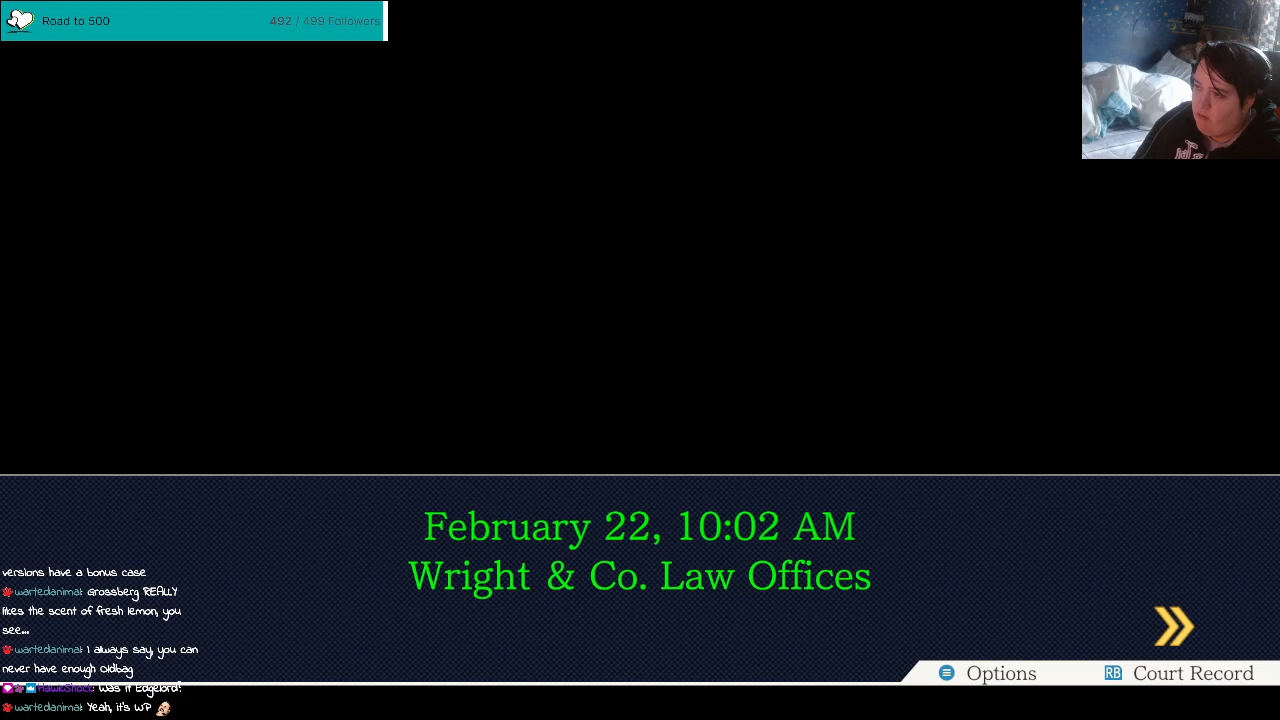 Road to 500
492 / 499 Followers
February 22, 10:02 AM
Wright & Co. Law Offices
versions have a bonus case
wartedanimal: Grossberg REALLY
likes the scent of fresh lemon, you
see...
wartedanimal: I always say, you can
never have enough Oldbag
HawkShock: Was it Edgelord?
wartedanimal: Yeah, it's WP
Options
RB Court Record